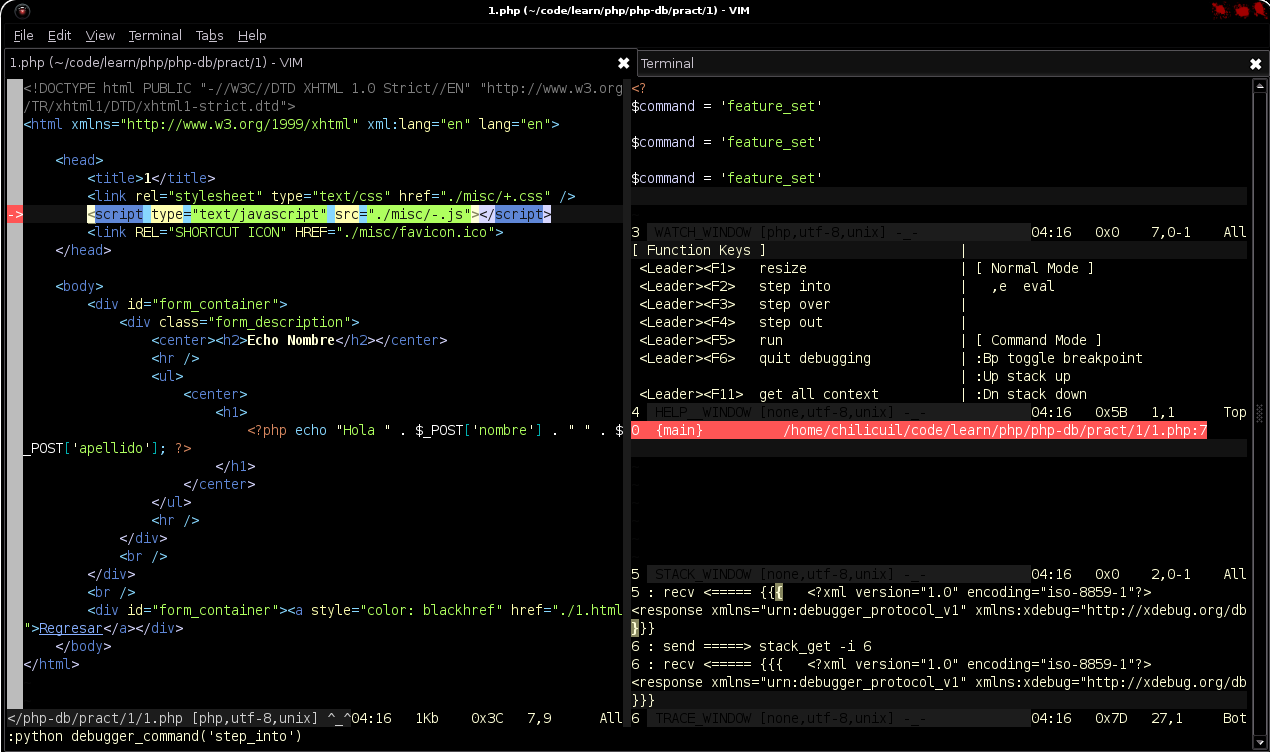 1.php (~/code/learn/php/php-db/pract/1) - VIM
File Edit View Terminal Tabs Help
1.php (~/code/learn/php/php-db/pract/1) - VIM
<!DOCTYPE html PUBLIC "-//W3C//DTD XHTML 1.0 Strict//EN" "http://www.w3.org
/TR/xhtml1/DTD/xhtml1-strict.dtd">
<html xmlns="http://www.w3.org/1999/xhtml" xml:lang="en" lang="en">
<head>
<title>1</title>
<link rel="stylesheet" type="text/css" href="./misc/+.css" />
-> <script type="text/javascript" src="./misc/-.js"></script>
<link REL="SHORTCUT ICON" HREF="./misc/favicon.ico">
</head>
<body>
<div id="form_container">
<div class="form_description">
<center><h2>Echo Nombre</h2></center>
<hr />
<ul>
<center>
<h1>
<?php echo "Hola " . $_POST['nombre'] . " " . $
_POST['apellido']; ?>
</h1>
</center>
</ul>
<hr />
</div>
<br />
</div>
<br />
<div id="form_container"><a style="color: blackhref" href="./1.html
">Regresar</a></div>
</body>
</html>
</php-db/pract/1/1.php [php,utf-8,unix] ^_^04:16 1Kb 0x3C 7,9 All
:python debugger_command('step_into')
Terminal
<?
$command = 'feature_set'
$command = 'feature_set'
$command = 'feature_set'
3 WATCH_WINDOW [php,utf-8,unix] -_- 04:16 0x0 7,0-1 All
[ Function Keys ] |
<Leader><F1> resize | [ Normal Mode ]
<Leader><F2> step into | ,e eval
<Leader><F3> step over |
<Leader><F4> step out |
<Leader><F5> run | [ Command Mode ]
<Leader><F6> quit debugging | :Bp toggle breakpoint
| :Up stack up
<Leader><F11> get all context | :Dn stack down
4 HELP__WINDOW [none,utf-8,unix] -_- 04:16 0x5B 1,1 Top
0 {main} /home/chilicuil/code/learn/php/php-db/pract/1/1.php:7
5 STACK_WINDOW [none,utf-8,unix] -_- 04:16 0x0 2,0-1 All
5 : recv <===== {{{ <?xml version="1.0" encoding="iso-8859-1"?>
<response xmlns="urn:debugger_protocol_v1" xmlns:xdebug="http://xdebug.org/db
}}}
6 : send =====> stack_get -i 6
6 : recv <===== {{{ <?xml version="1.0" encoding="iso-8859-1"?>
<response xmlns="urn:debugger_protocol_v1" xmlns:xdebug="http://xdebug.org/db
}}}
6 TRACE_WINDOW [none,utf-8,unix] -_- 04:16 0x7D 27,1 Bot